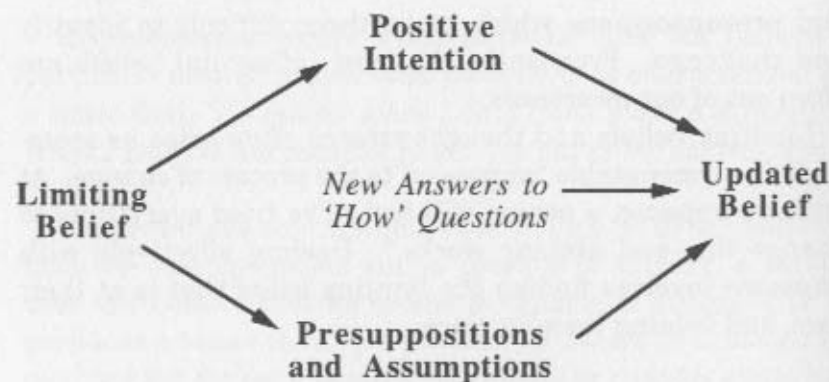 Positive
Intention
Limiting
Belief
New Answers to
'How' Questions
Updated
Belief
Presuppositions
and Assumptions